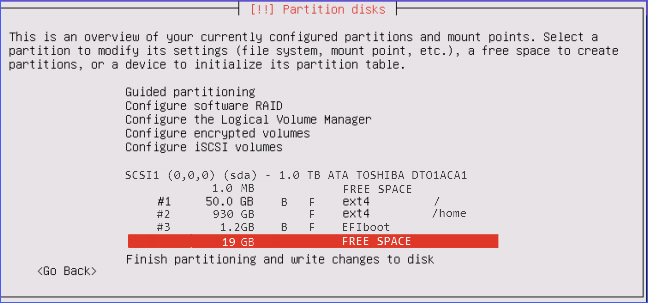 [!!] Partition disks
This is an overview of your currently configured partitions and mount points. Select a
partition to modify its settings (file system, mount point, etc.), a free space to create
partitions, or a device to initialize its partition table.
Guided partitioning
Configure software RAID
Configure the Logical Volume Manager
Configure encrypted volumes
Configure iSCSI volumes
SCSI1 (0,0,0) (sda) - 1.0 TB ATA TOSHIBA DTO1ACA1
1.0 MB FREE SPACE
#1 50.0 GB B F ext4 /
#2 930 GB F ext4 /home
#3 1.2GB B F EFIboot
19 GB FREE SPACE
Finish partitioning and write changes to disk
<Go Back>